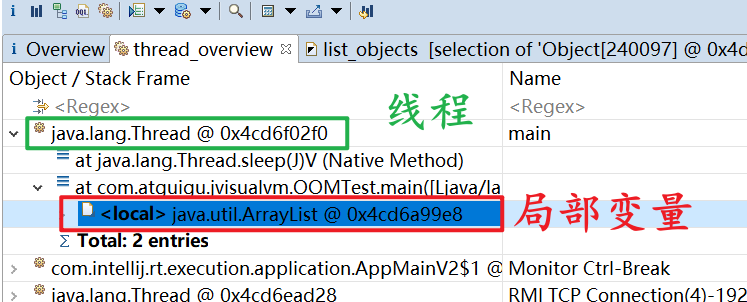 OQL
i Overview thread_overview list_objects [selection of 'Object[240097] @ 0x4c
Object / Stack Frame Name
<Regex> <Regex>
java.lang.Thread @ 0x4cd6f02f0 main
线程
at java.lang.Thread.sleep(J)V (Native Method)
at com.atguigu.jvisualvm.OOMTest.main([Ljava/la
<local> java.util.ArrayList @ 0x4cd6a99e8
局部变量
Σ Total: 2 entries
com.intellij.rt.execution.application.AppMainV2$1 @ Monitor Ctrl-Break
java.lang.Thread @ 0x4cd6ead28 RMI TCP Connection(4)-192